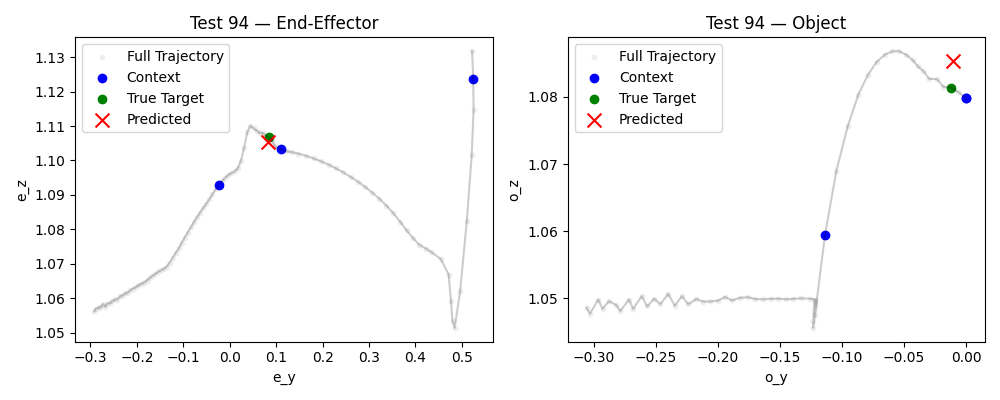 Test 94 — End-Effector
Full Trajectory
Context
True Target
Predicted
1.13
1.12
1.11
1.10
1.09
1.08
1.07
1.06
1.05
e_z
−0.3
−0.2
−0.1
0.0
0.1
0.2
0.3
0.4
0.5
e_y
Test 94 — Object
Full Trajectory
Context
True Target
Predicted
1.08
1.07
1.06
1.05
o_z
−0.30
−0.25
−0.20
−0.15
−0.10
−0.05
0.00
o_y